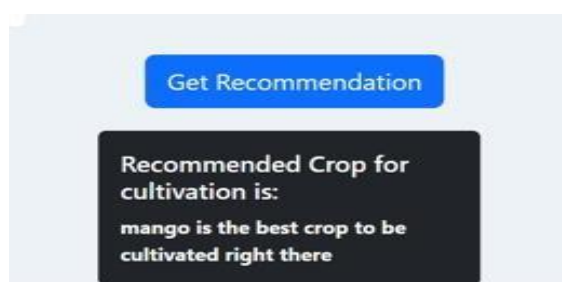 Get Recommendation
Recommended Crop for
cultivation is:
mango is the best crop to be
cultivated right there